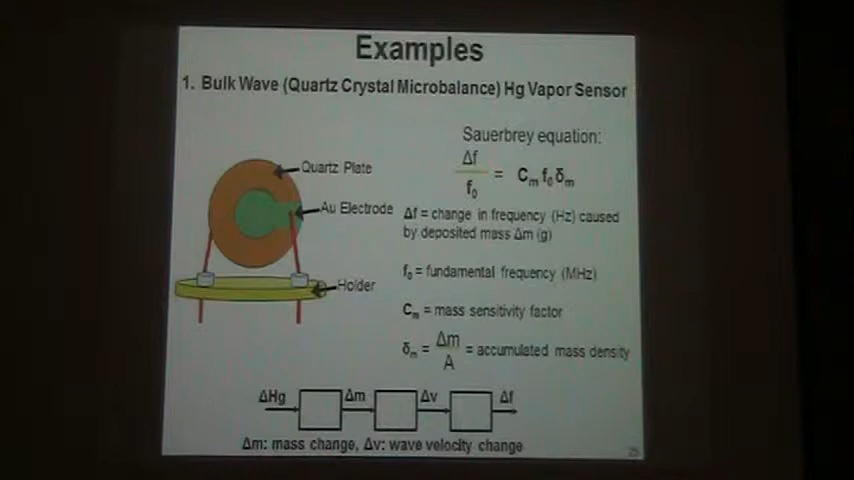 Examples
1. Bulk Wave (Quartz Crystal Microbalance) Hg Vapor Sensor
Sauerbrey equation:
Δf / f₀ = Cₘ f₀ δₘ
Quartz Plate
Au Electrode
Holder
Δf = change in frequency (Hz) caused
by deposited mass Δm (g)
f₀ = fundamental frequency (MHz)
Cₘ = mass sensitivity factor
δₘ = Δm / A = accumulated mass density
ΔHg Δm Δv Δf
Δm: mass change, Δv: wave velocity change